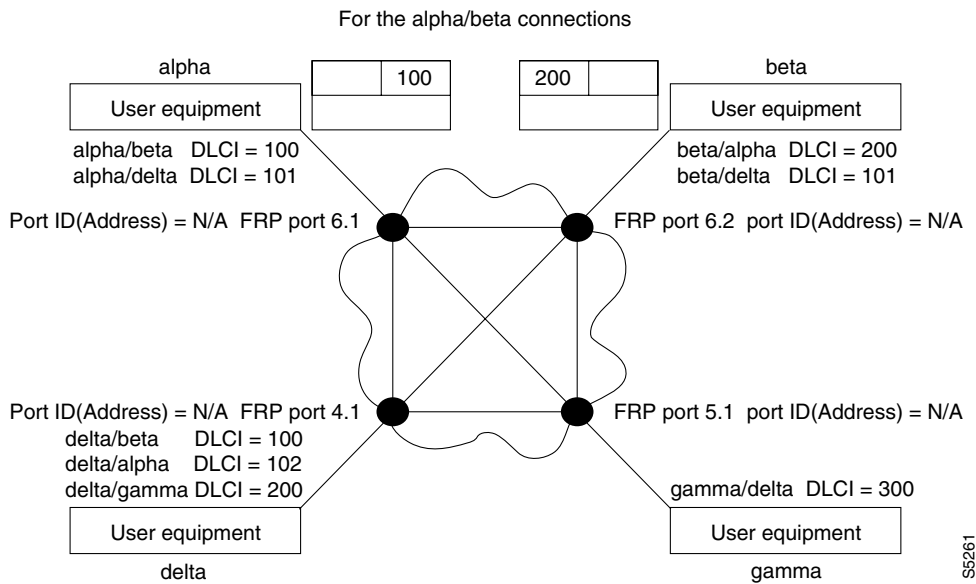 For the alpha/beta connections
alpha
100
200
beta
User equipment
User equipment
alpha/beta DLCI = 100
alpha/delta DLCI = 101
beta/alpha DLCI = 200
beta/delta DLCI = 101
Port ID(Address) = N/A FRP port 6.1
FRP port 6.2 port ID(Address) = N/A
Port ID(Address) = N/A FRP port 4.1
FRP port 5.1 port ID(Address) = N/A
delta/beta DLCI = 100
delta/alpha DLCI = 102
delta/gamma DLCI = 200
gamma/delta DLCI = 300
User equipment
User equipment
delta
gamma
S5261